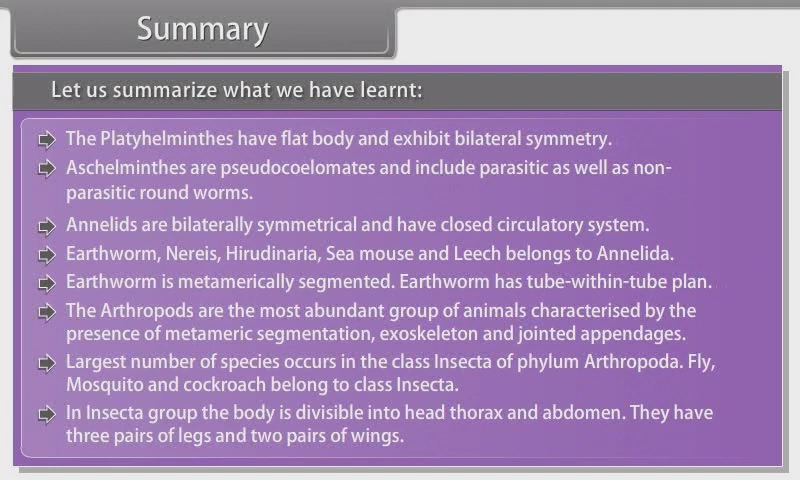 Summary
Let us summarize what we have learnt:
The Platyhelminthes have flat body and exhibit bilateral symmetry.
Aschelminthes are pseudocoelomates and include parasitic as well as non-
parasitic round worms.
Annelids are bilaterally symmetrical and have closed circulatory system.
Earthworm, Nereis, Hirudinaria, Sea mouse and Leech belongs to Annelida.
Earthworm is metamerically segmented. Earthworm has tube-within-tube plan.
The Arthropods are the most abundant group of animals characterised by the
presence of metameric segmentation, exoskeleton and jointed appendages.
Largest number of species occurs in the class Insecta of phylum Arthropoda. Fly,
Mosquito and cockroach belong to class Insecta.
In Insecta group the body is divisible into head thorax and abdomen. They have
three pairs of legs and two pairs of wings.